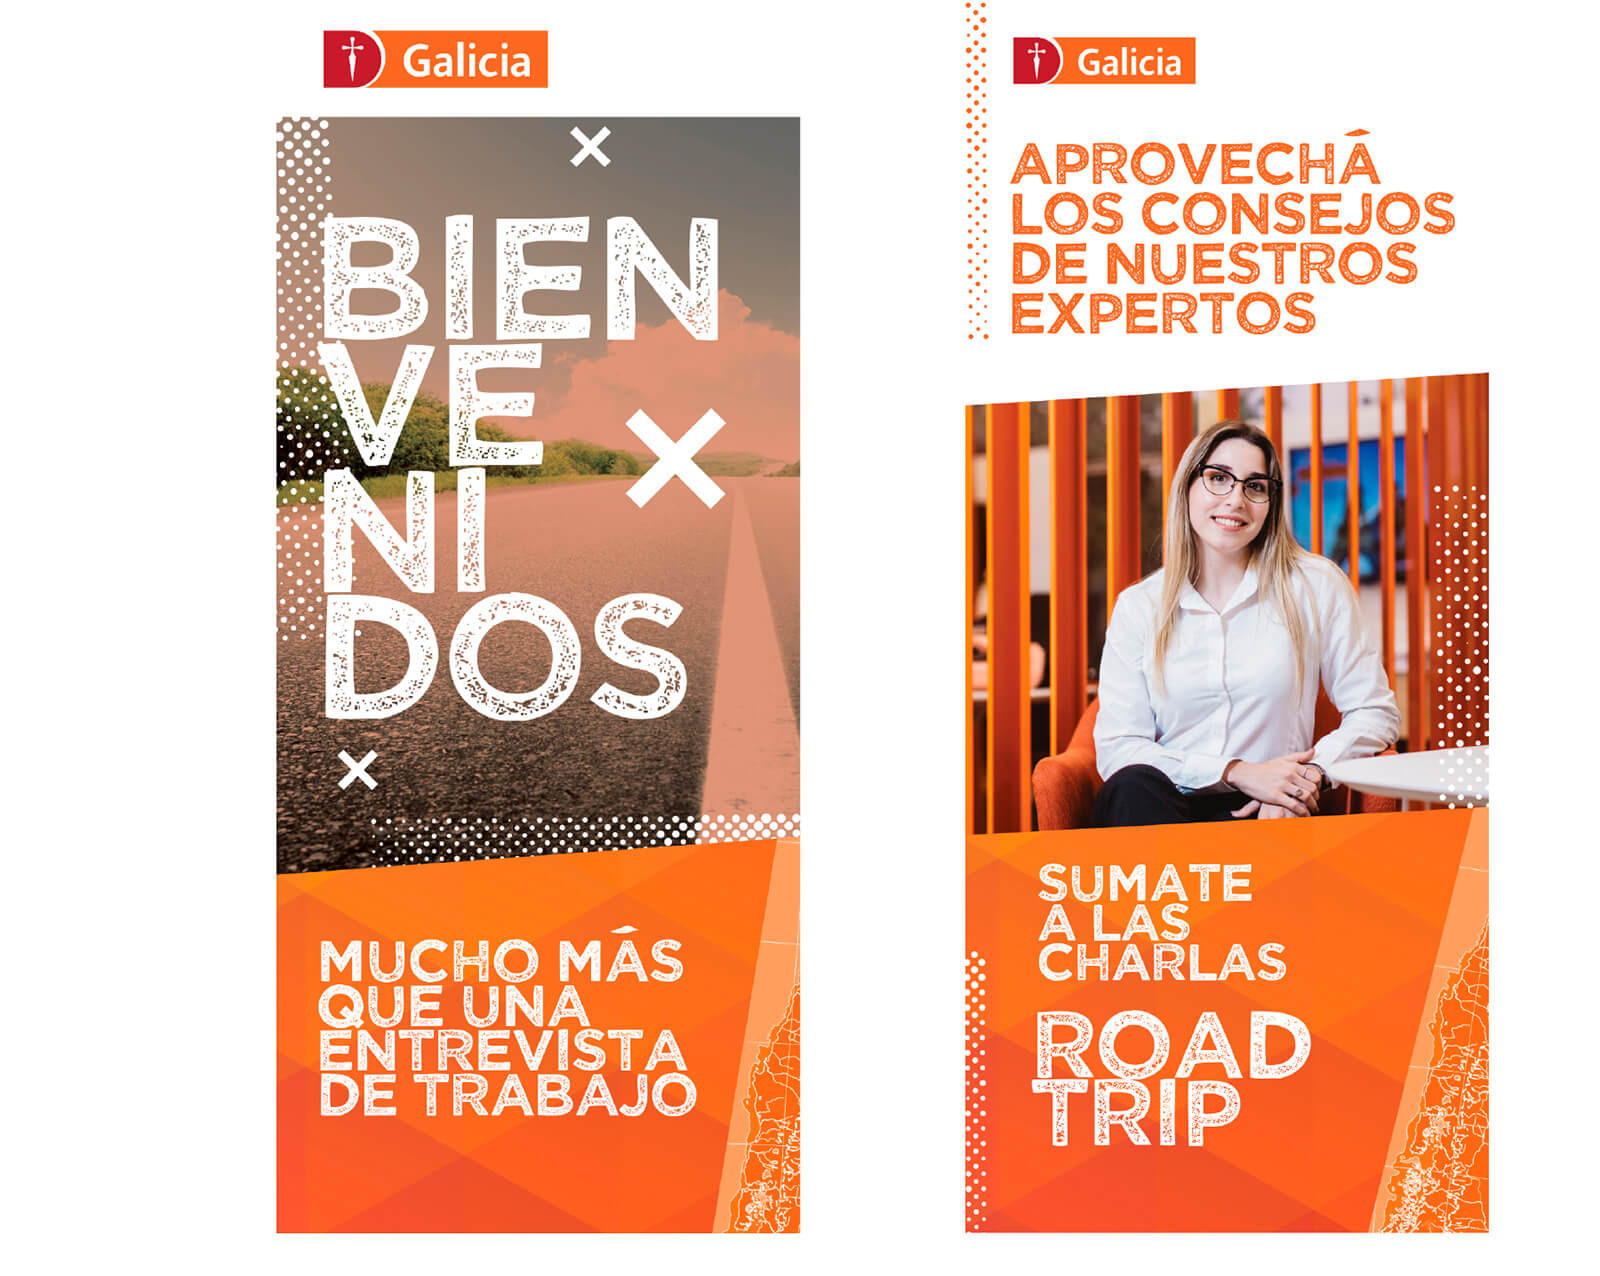 Galicia
BIEN
VE
NI
DOS
MUCHO MÁS
QUE UNA
ENTREVISTA
DE TRABAJO
Galicia
APROVECHÁ
LOS CONSEJOS
DE NUESTROS
EXPERTOS
SUMATE
A LAS
CHARLAS
ROAD
TRIP